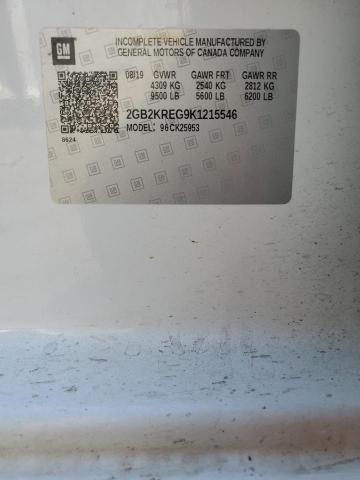 GM
INCOMPLETE VEHICLE MANUFACTURED BY
GENERAL MOTORS OF CANADA COMPANY
08/19 GVWR GAWR FRT GAWR RR
4309 KG 2540 KG 2812 KG
9500 LB 5600 LB 6200 LB
2GB2KREG9K1215546
MODEL: 96CK25953
8624